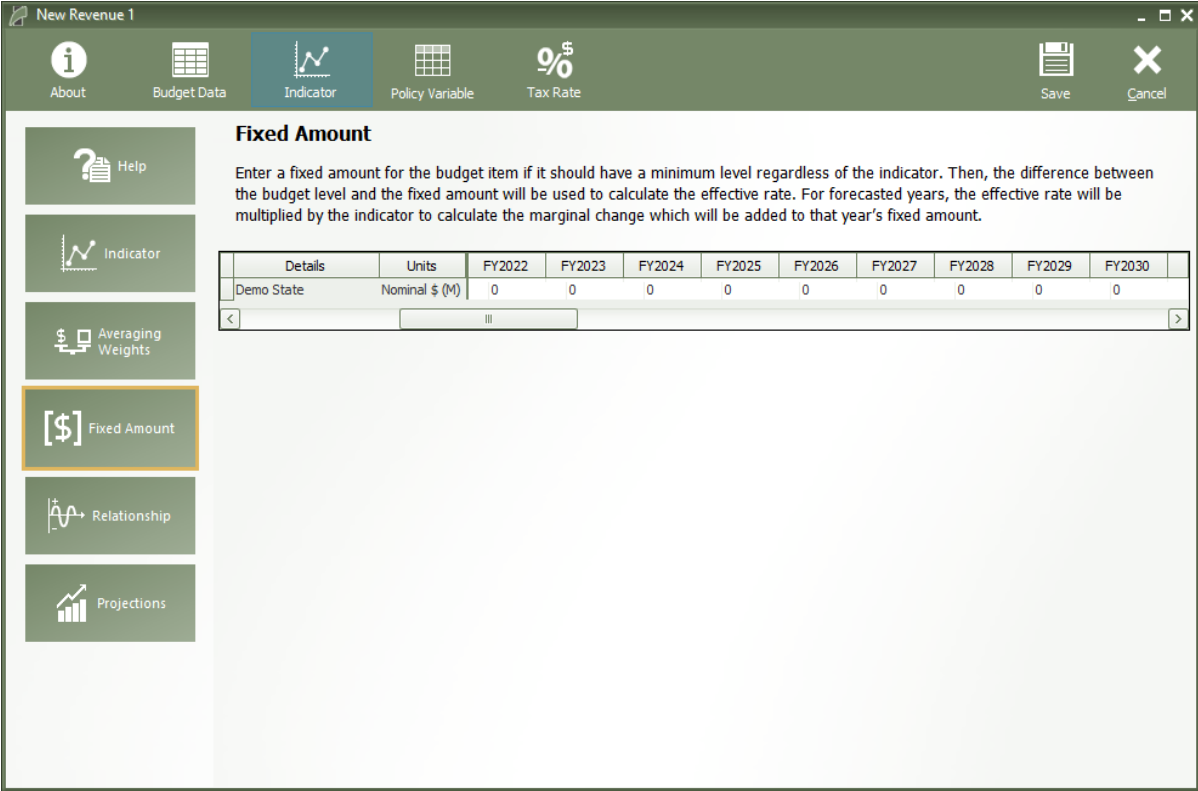 New Revenue 1
About Budget Data Indicator Policy Variable Tax Rate Save Cancel
Help
Indicator
Averaging
Weights
Fixed Amount
Relationship
Projections
Fixed Amount
Enter a fixed amount for the budget item if it should have a minimum level regardless of the indicator. Then, the difference between
the budget level and the fixed amount will be used to calculate the effective rate. For forecasted years, the effective rate will be
multiplied by the indicator to calculate the marginal change which will be added to that year's fixed amount.
Details Units FY2022 FY2023 FY2024 FY2025 FY2026 FY2027 FY2028 FY2029 FY2030
Demo State Nominal $ (M) 0 0 0 0 0 0 0 0 0